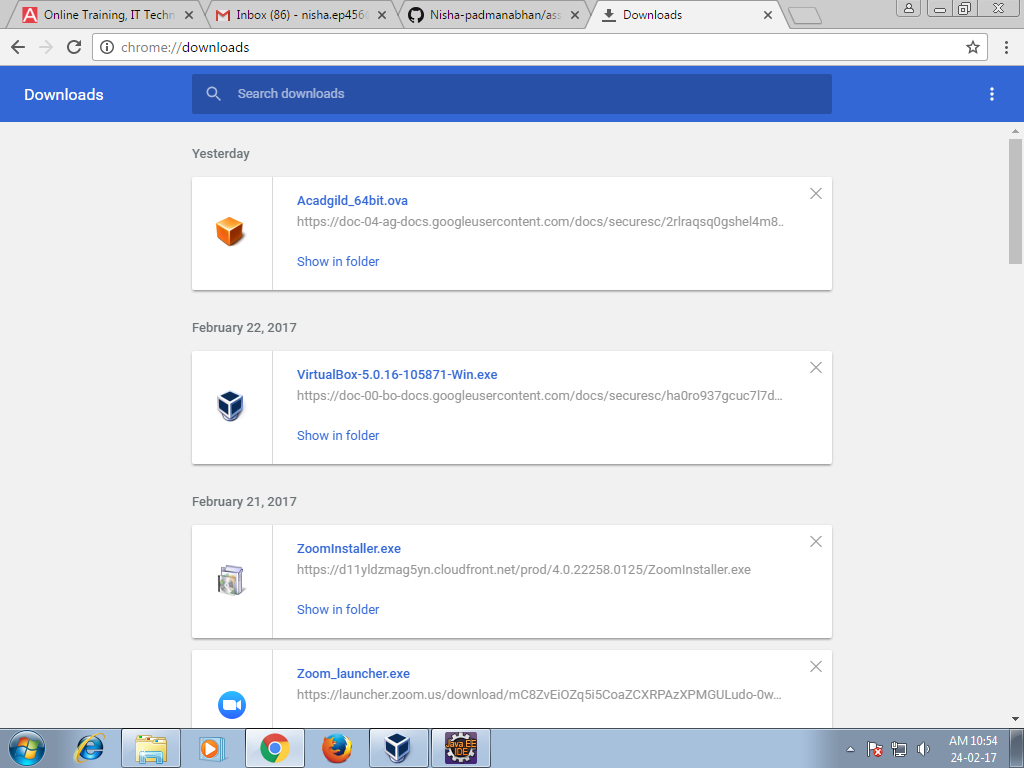 Online Training, IT Techn
Inbox (86) - nisha.ep456
Nisha-padmanabhan/ass
Downloads
chrome://downloads
Downloads
Search downloads
Yesterday
Acadgild_64bit.ova
https://doc-04-ag-docs.googleusercontent.com/docs/securesc/2rlraqsq0gshel4m8..
Show in folder
February 22, 2017
VirtualBox-5.0.16-105871-Win.exe
https://doc-00-bo-docs.googleusercontent.com/docs/securesc/ha0ro937gcuc7l7d...
Show in folder
February 21, 2017
ZoomInstaller.exe
https://d11yldzmag5yn.cloudfront.net/prod/4.0.22258.0125/ZoomInstaller.exe
Show in folder
Zoom_launcher.exe
https://launcher.zoom.us/download/mC8ZvEiOZq5i5CoaZCXRPAzXPMGULudo-0w...
Java EE
IDE
AM 10:54
24-02-17